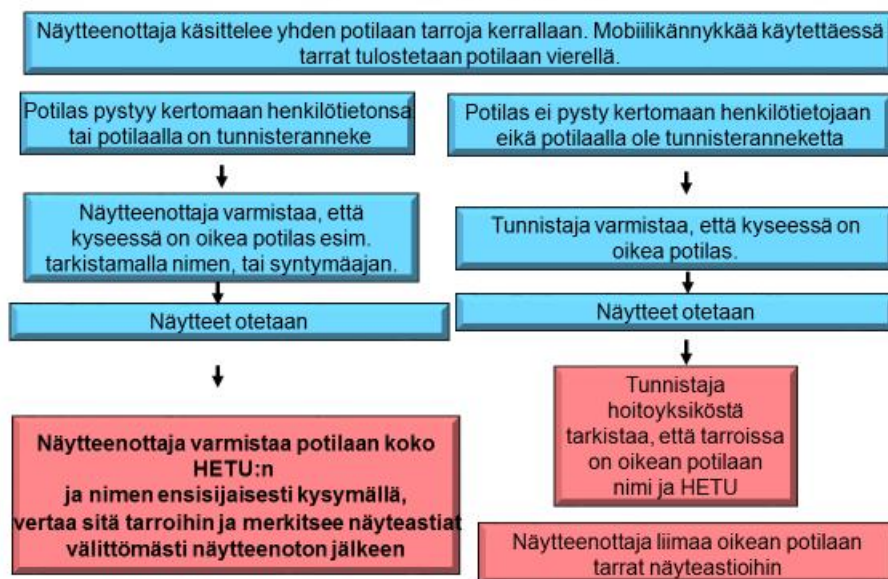 Näytteenottaja käsittelee yhden potilaan tarroja kerrallaan. Mobiilikännykkää käytettäessä
tarrat tulostetaan potilaan vierellä.
Potilas pystyy kertomaan henkilötietonsa
tai potilaalla on tunnisteranneke
Näytteenottaja varmistaa, että
kyseessä on oikea potilas esim.
tarkistamalla nimen, tai syntymäajan.
Näytteet otetaan
Näytteenottaja varmistaa potilaan koko
HETU:n
ja nimen ensisijaisesti kysymällä,
vertaa sitä tarroihin ja merkitsee näyteastiat
välittömästi näytteenoton jälkeen
Potilas ei pysty kertomaan henkilötietojaan
eikä potilaalla ole tunnisteranneketta
Tunnistaja varmistaa, että kyseessä on
oikea potilas.
Näytteet otetaan
Tunnistaja
hoitoyksiköstä
tarkistaa, että tarroissa
on oikean potilaan
nimi ja HETU
Näytteenottaja liimaa oikean potilaan
tarrat näyteastioihin